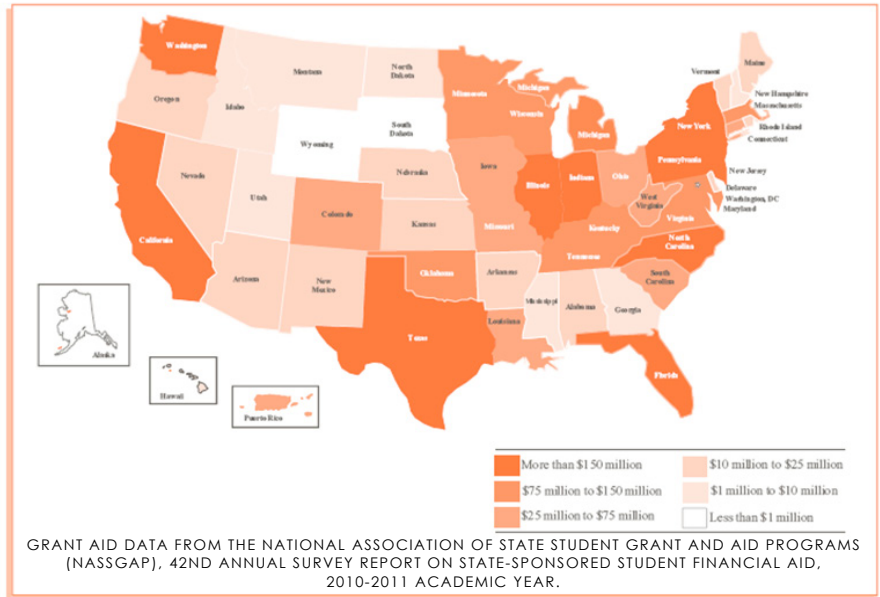 Washington
Montana
North
Dakota
Minnesota
Michigan
Vermont
Maine
New Hampshire
Massachusetts
Rhode Island
Connecticut
Oregon
Idaho
Wyoming
South
Dakota
Wisconsin
Michigan
New York
Pennsylvania
New Jersey
Delaware
Washington, DC
Maryland
Nevada
Utah
Colorado
Nebraska
Iowa
Illinois
Indiana
Ohio
West
Virginia
Virginia
California
Kansas
Missouri
Kentucky
Tennessee
North
Carolina
Arizona
New
Mexico
Oklahoma
Arkansas
South
Carolina
Texas
Louisiana
Mississippi
Alabama
Georgia
Florida
Alaska
Hawaii
Puerto Rico
More than $150 million
$75 million to $150 million
$25 million to $75 million
$10 million to $25 million
$1 million to $10 million
Less than $1 million
GRANT AID DATA FROM THE NATIONAL ASSOCIATION OF STATE STUDENT GRANT AND AID PROGRAMS
(NASSGAP), 42ND ANNUAL SURVEY REPORT ON STATE-SPONSORED STUDENT FINANCIAL AID,
2010-2011 ACADEMIC YEAR.